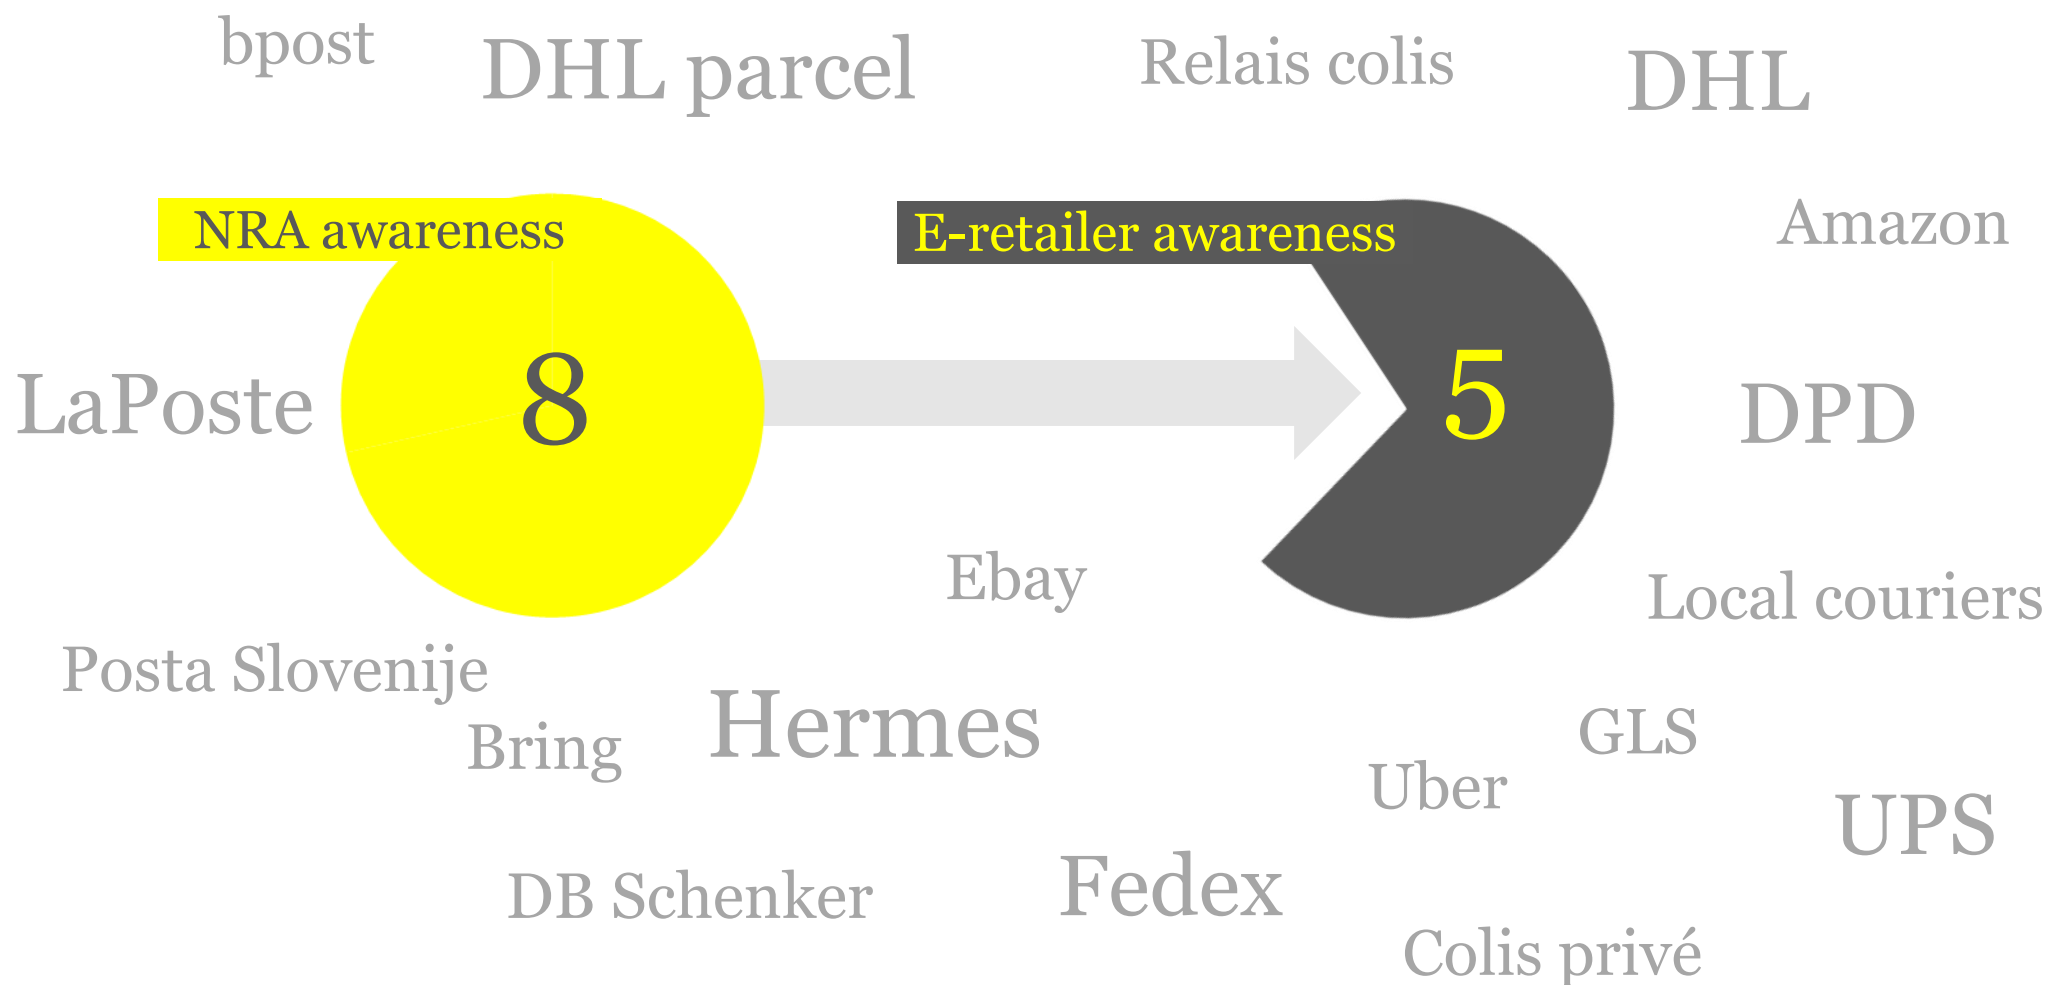 bpost
DHL parcel
Relais colis
DHL
NRA awareness
E-retailer awareness
Amazon
LaPoste
8
5
DPD
Ebay
Local couriers
Posta Slovenije
Bring
Hermes
GLS
Uber
UPS
DB Schenker
Fedex
Colis privé